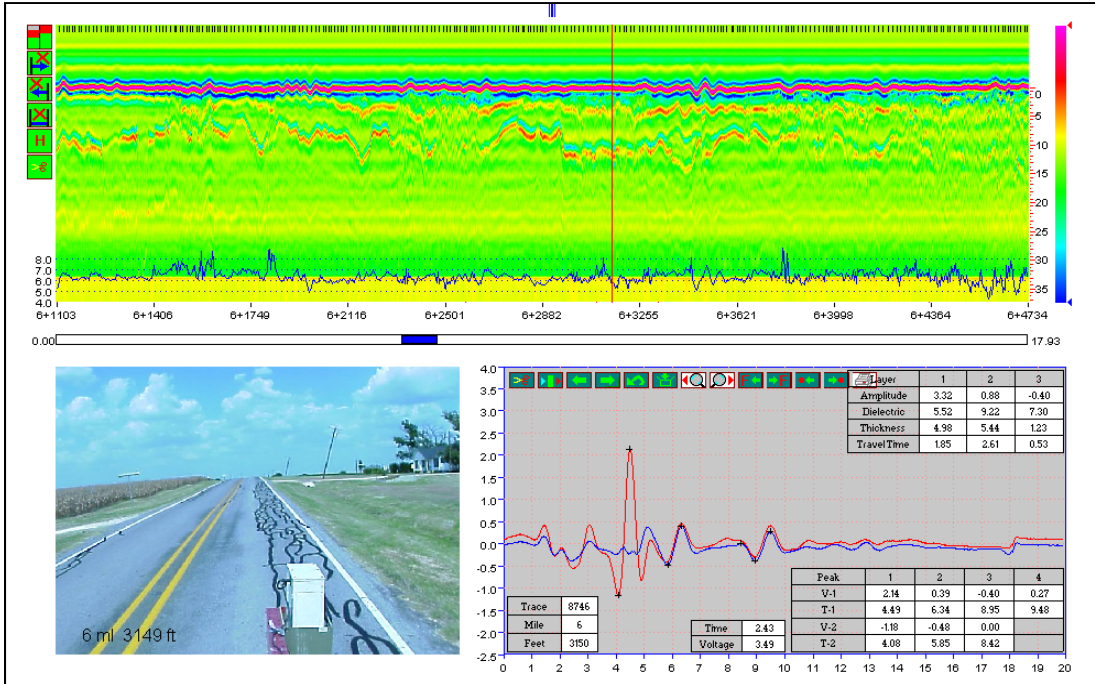 0
-5
-10
-15
-20
-25
-30
-35
H
8.0
7.0
6.0
5.0
4.0
6+1103 6+1406 6+1749 6+2116 6+2501 6+2882 6+3255 6+3621 6+3998 6+4364 6+4734
0.00 17.93
6 ml 3149 ft
4.0
3.5
3.0
2.5
2.0
1.5
1.0
0.5
0.0
-0.5
-1.0
-1.5
-2.0
-2.5
Layer 1 2 3
Amplitude 3.32 0.88 -0.40
Dielectric 5.52 9.22 7.30
Thickness 4.98 5.44 1.23
Travel Time 1.85 2.61 0.53
Trace 8746
Mile 6
Feet 3150
Time 2.43
Voltage 3.49
Peak 1 2 3 4
V-1 2.14 0.39 -0.40 0.27
T-1 4.49 6.34 8.95 9.48
V-2 -1.18 -0.48 0.00
T-2 4.08 5.85 8.42
0 1 2 3 4 5 6 7 8 9 10 11 12 13 14 15 16 17 18 19 20